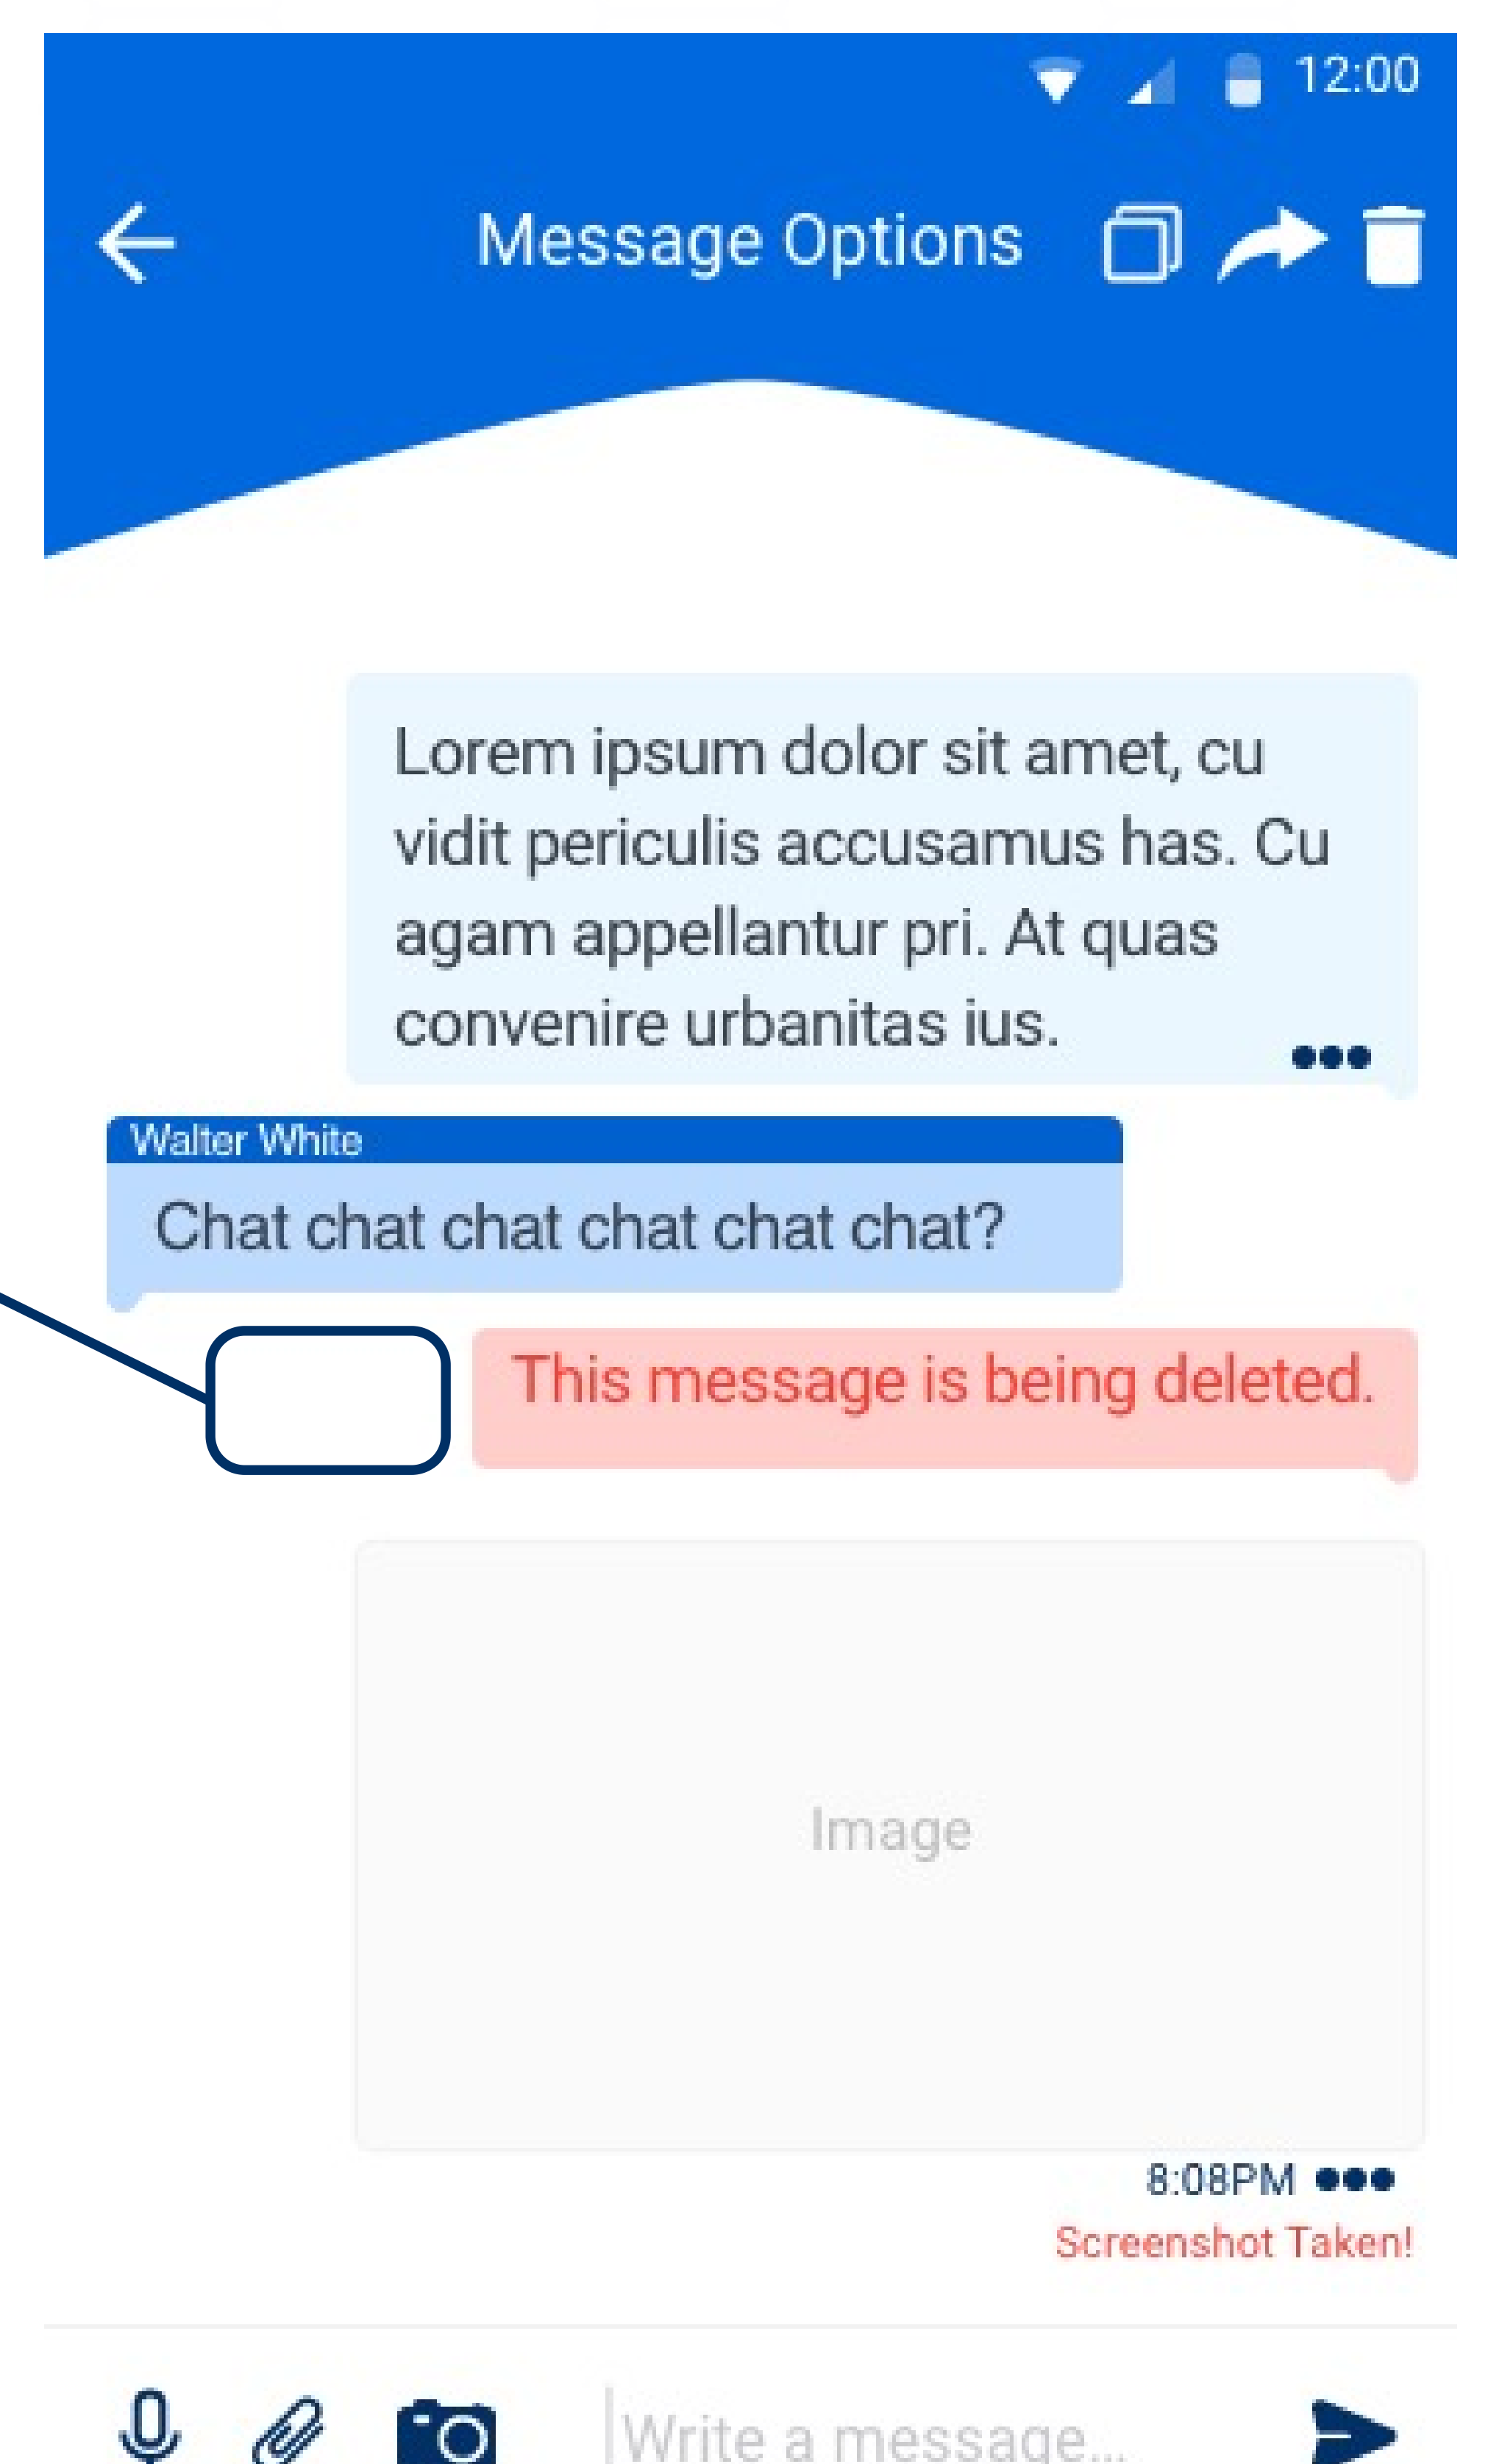 12:00
Message Options
Lorem ipsum dolor sit amet, cu
vidit periculis accusamus has. Cu
agam appellantur pri. At quas
convenire urbanitas ius.
Walter White
Chat chat chat chat chat chat?
This message is being deleted.
Image
8:08PM
Screenshot Taken!
Write a message...